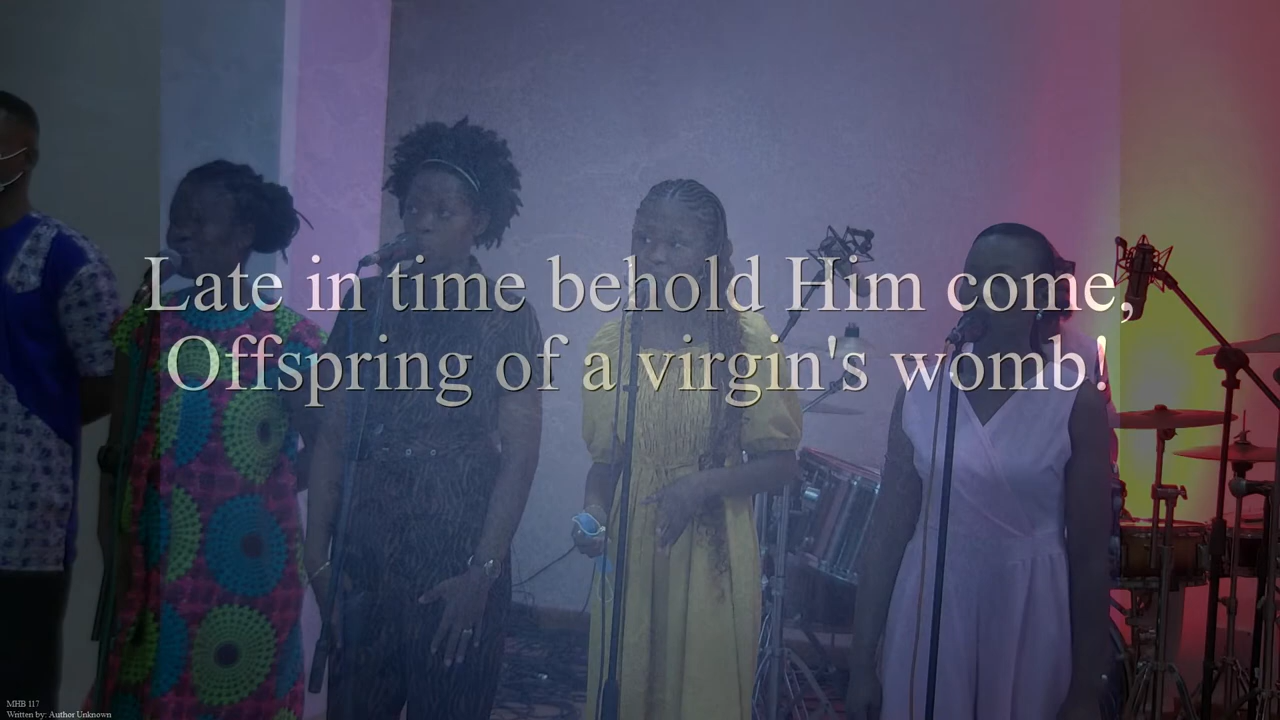 Late in time behold Him come,
Offspring of a virgin's womb!
MHB 117
Written by: Author Unknown